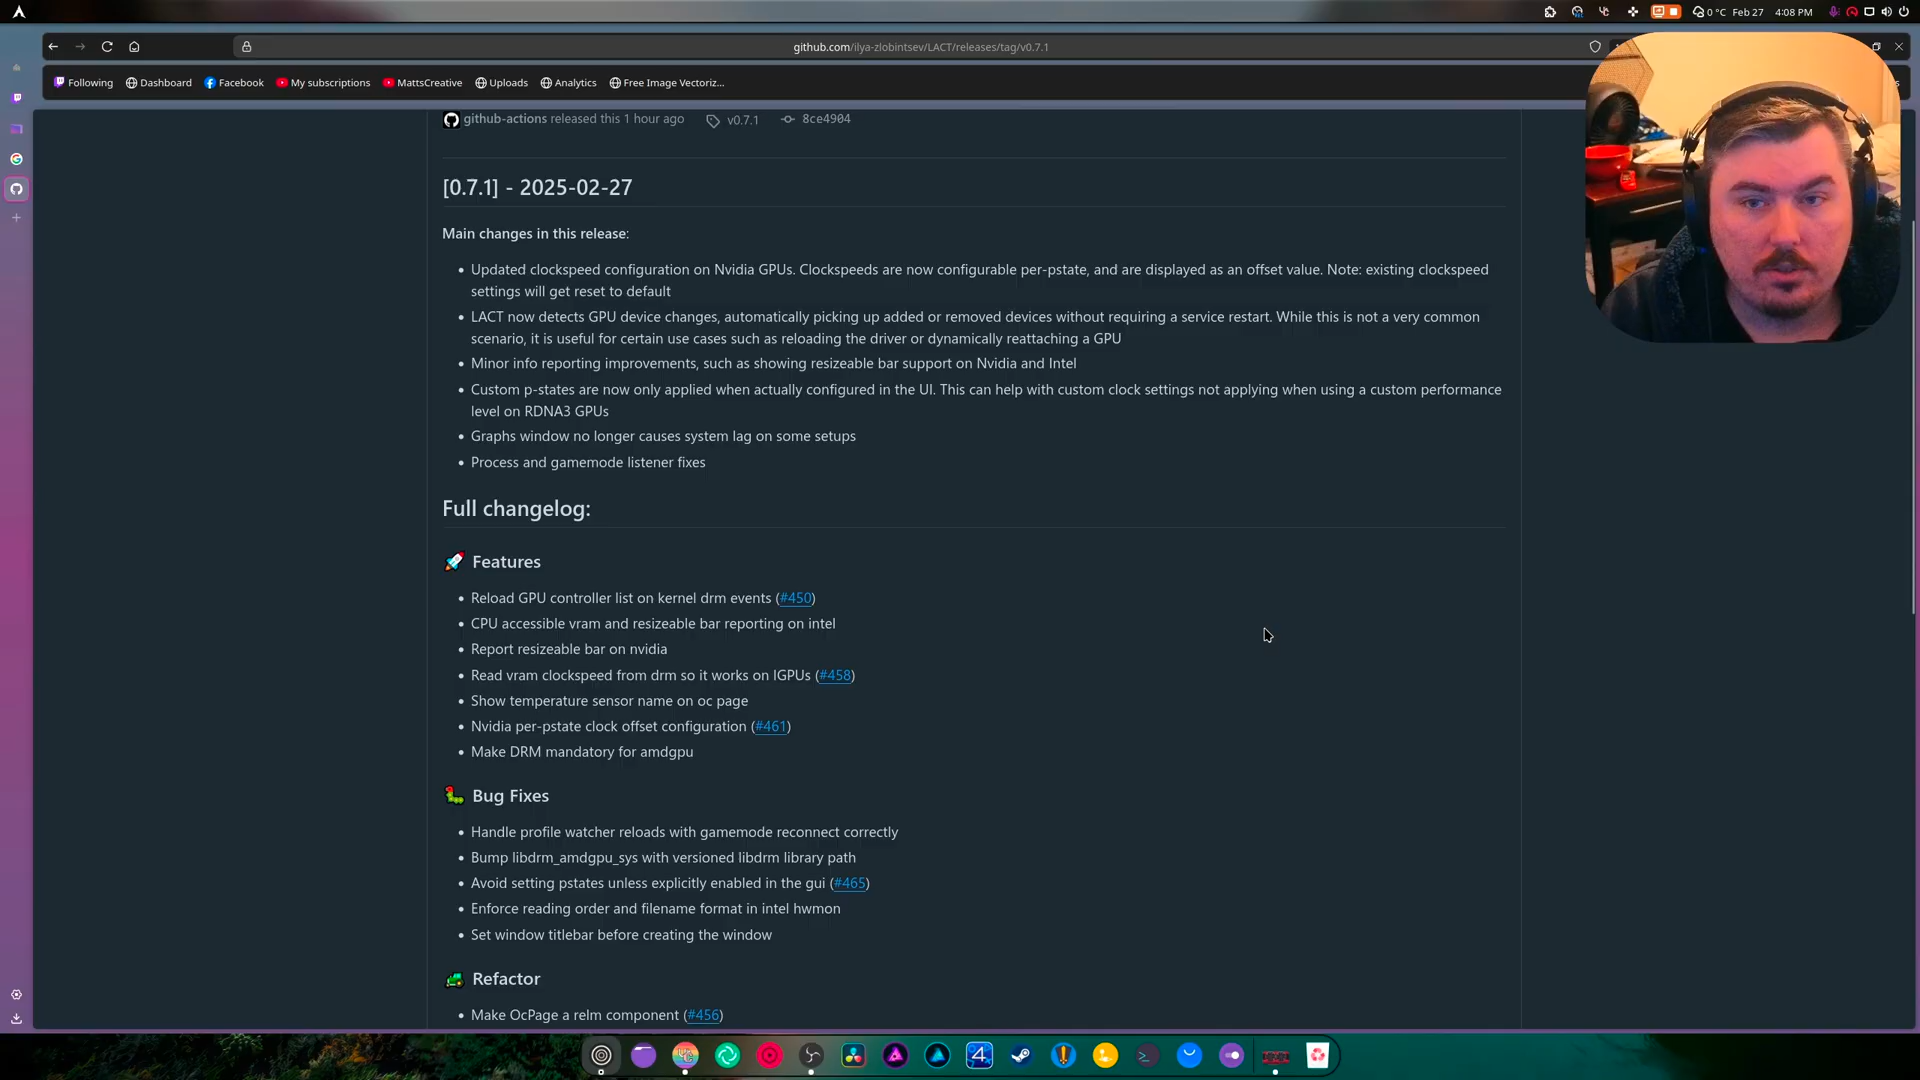 0 °C Feb 27 4:08 PM
github.com/ilya-zlobintsev/LACT/releases/tag/v0.7.1
Following Dashboard Facebook My subscriptions MattsCreative Uploads Analytics Free Image Vectoriz...
github-actions released this 1 hour ago v0.7.1 8ce4904
[0.7.1] - 2025-02-27
Main changes in this release:
• Updated clockspeed configuration on Nvidia GPUs. Clockspeeds are now configurable per-pstate, and are displayed as an offset value. Note: existing clockspeed
settings will get reset to default
• LACT now detects GPU device changes, automatically picking up added or removed devices without requiring a service restart. While this is not a very common
scenario, it is useful for certain use cases such as reloading the driver or dynamically reattaching a GPU
• Minor info reporting improvements, such as showing resizeable bar support on Nvidia and Intel
• Custom p-states are now only applied when actually configured in the UI. This can help with custom clock settings not applying when using a custom performance
level on RDNA3 GPUs
• Graphs window no longer causes system lag on some setups
• Process and gamemode listener fixes
Full changelog:
🚀 Features
• Reload GPU controller list on kernel drm events (#450)
• CPU accessible vram and resizeable bar reporting on intel
• Report resizeable bar on nvidia
• Read vram clockspeed from drm so it works on IGPUs (#458)
• Show temperature sensor name on oc page
• Nvidia per-pstate clock offset configuration (#461)
• Make DRM mandatory for amdgpu
🐛 Bug Fixes
• Handle profile watcher reloads with gamemode reconnect correctly
• Bump libdrm_amdgpu_sys with versioned libdrm library path
• Avoid setting pstates unless explicitly enabled in the gui (#465)
• Enforce reading order and filename format in intel hwmon
• Set window titlebar before creating the window
🚜 Refactor
• Make OcPage a relm component (#456)